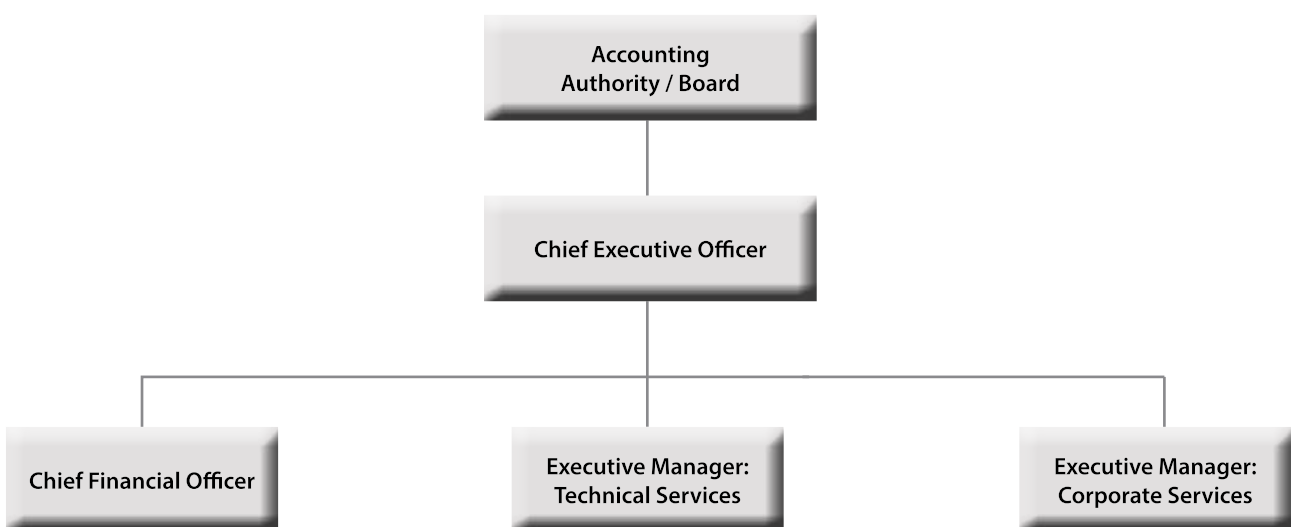 Accounting
Authority / Board
Chief Executive Officer
Chief Financial Officer
Executive Manager:
Technical Services
Executive Manager:
Corporate Services